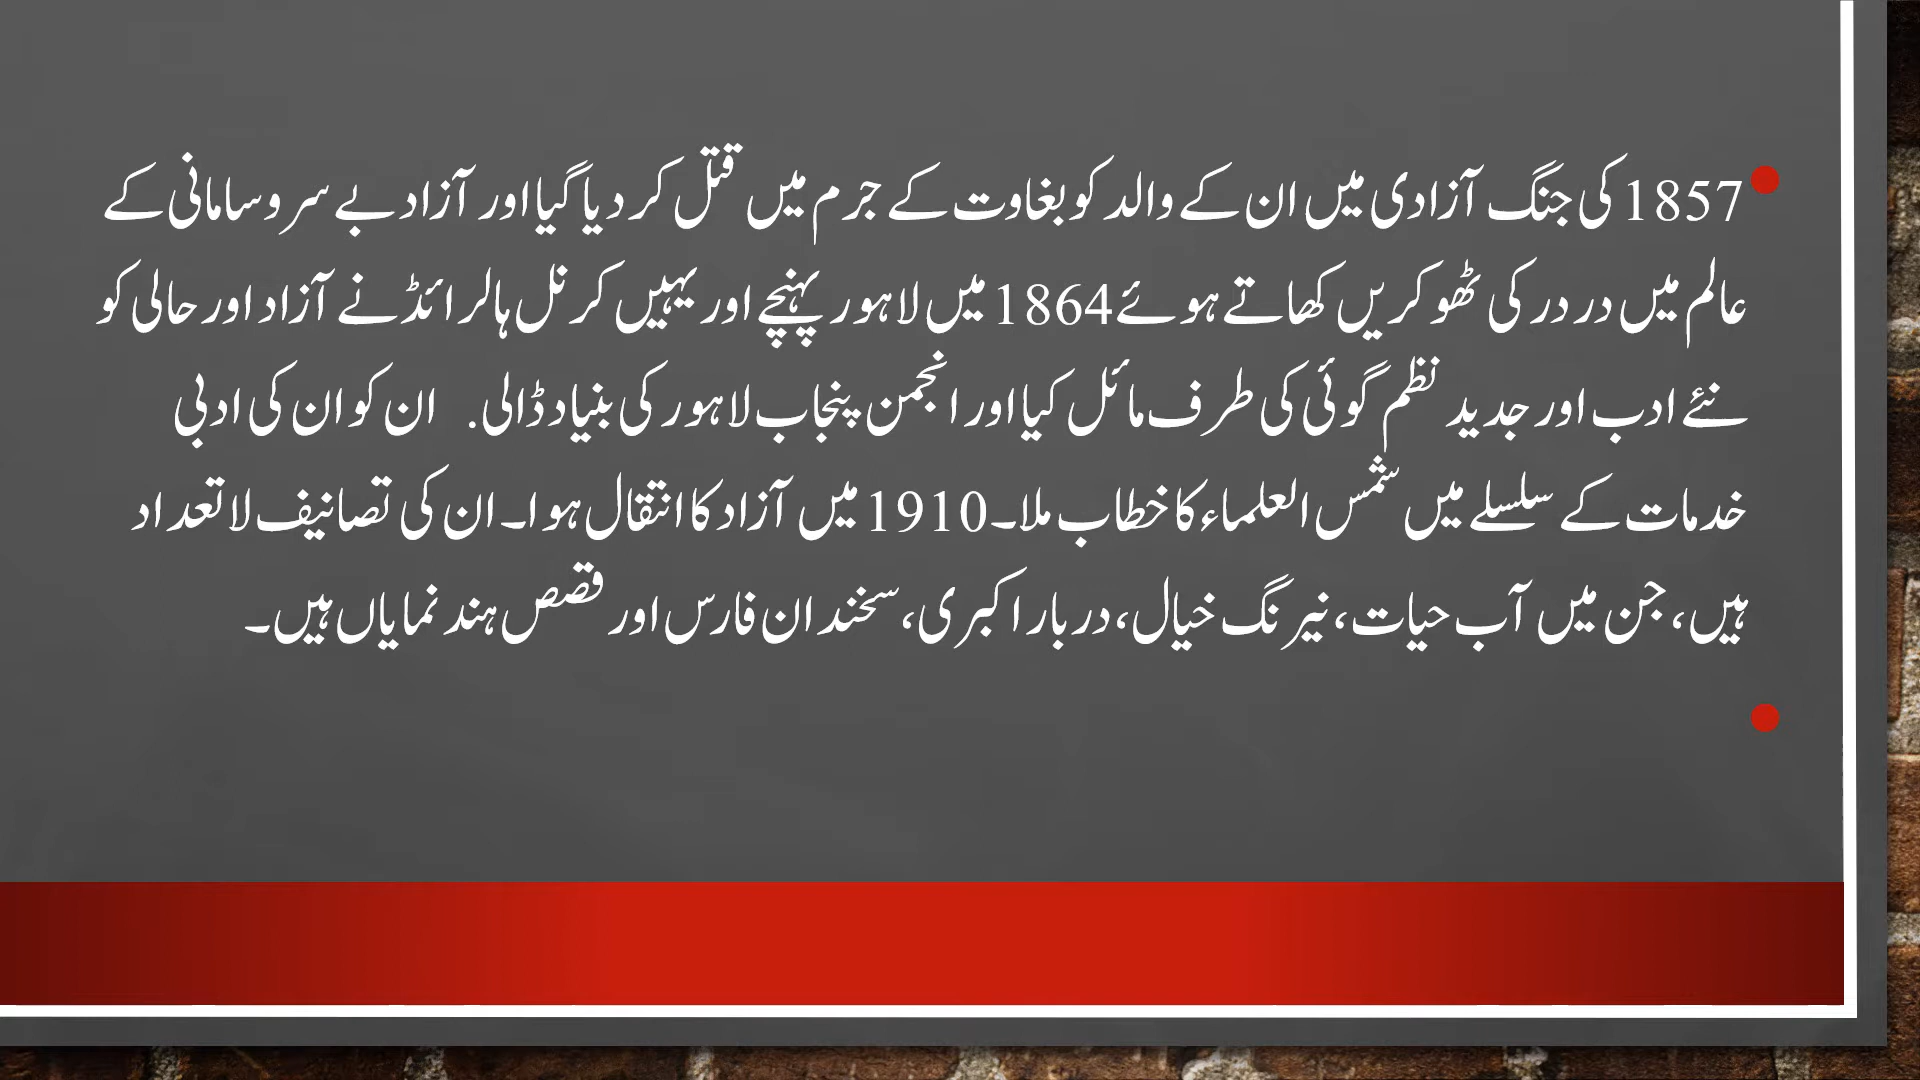 1857 کی جنگ آزادی میں ان کے والد کو بغاوت کے جرم میں قتل کر دیا گیا اور آزاد بے سروسامانی کے
عالم میں در در کی ٹھوکریں کھاتے ہوئے 1864 میں لاہور پہنچے اور یہیں کرنل ہالرائڈ نے آزاد اور حالی کو
نئے ادب اور جدید نظم گوئی کی طرف مائل کیا اور انجمن پنجاب لاہور کی بنیاد ڈالی. ان کو ان کی ادبی
خدمات کے سلسلے میں شمس العلماء کا خطاب ملا۔ 1910 میں آزاد کا انتقال ہوا۔ ان کی تصانیف لاتعداد
ہیں، جن میں آب حیات، نیرنگ خیال، دربار اکبری، سخندان فارس اور قصص ہند نمایاں ہیں۔